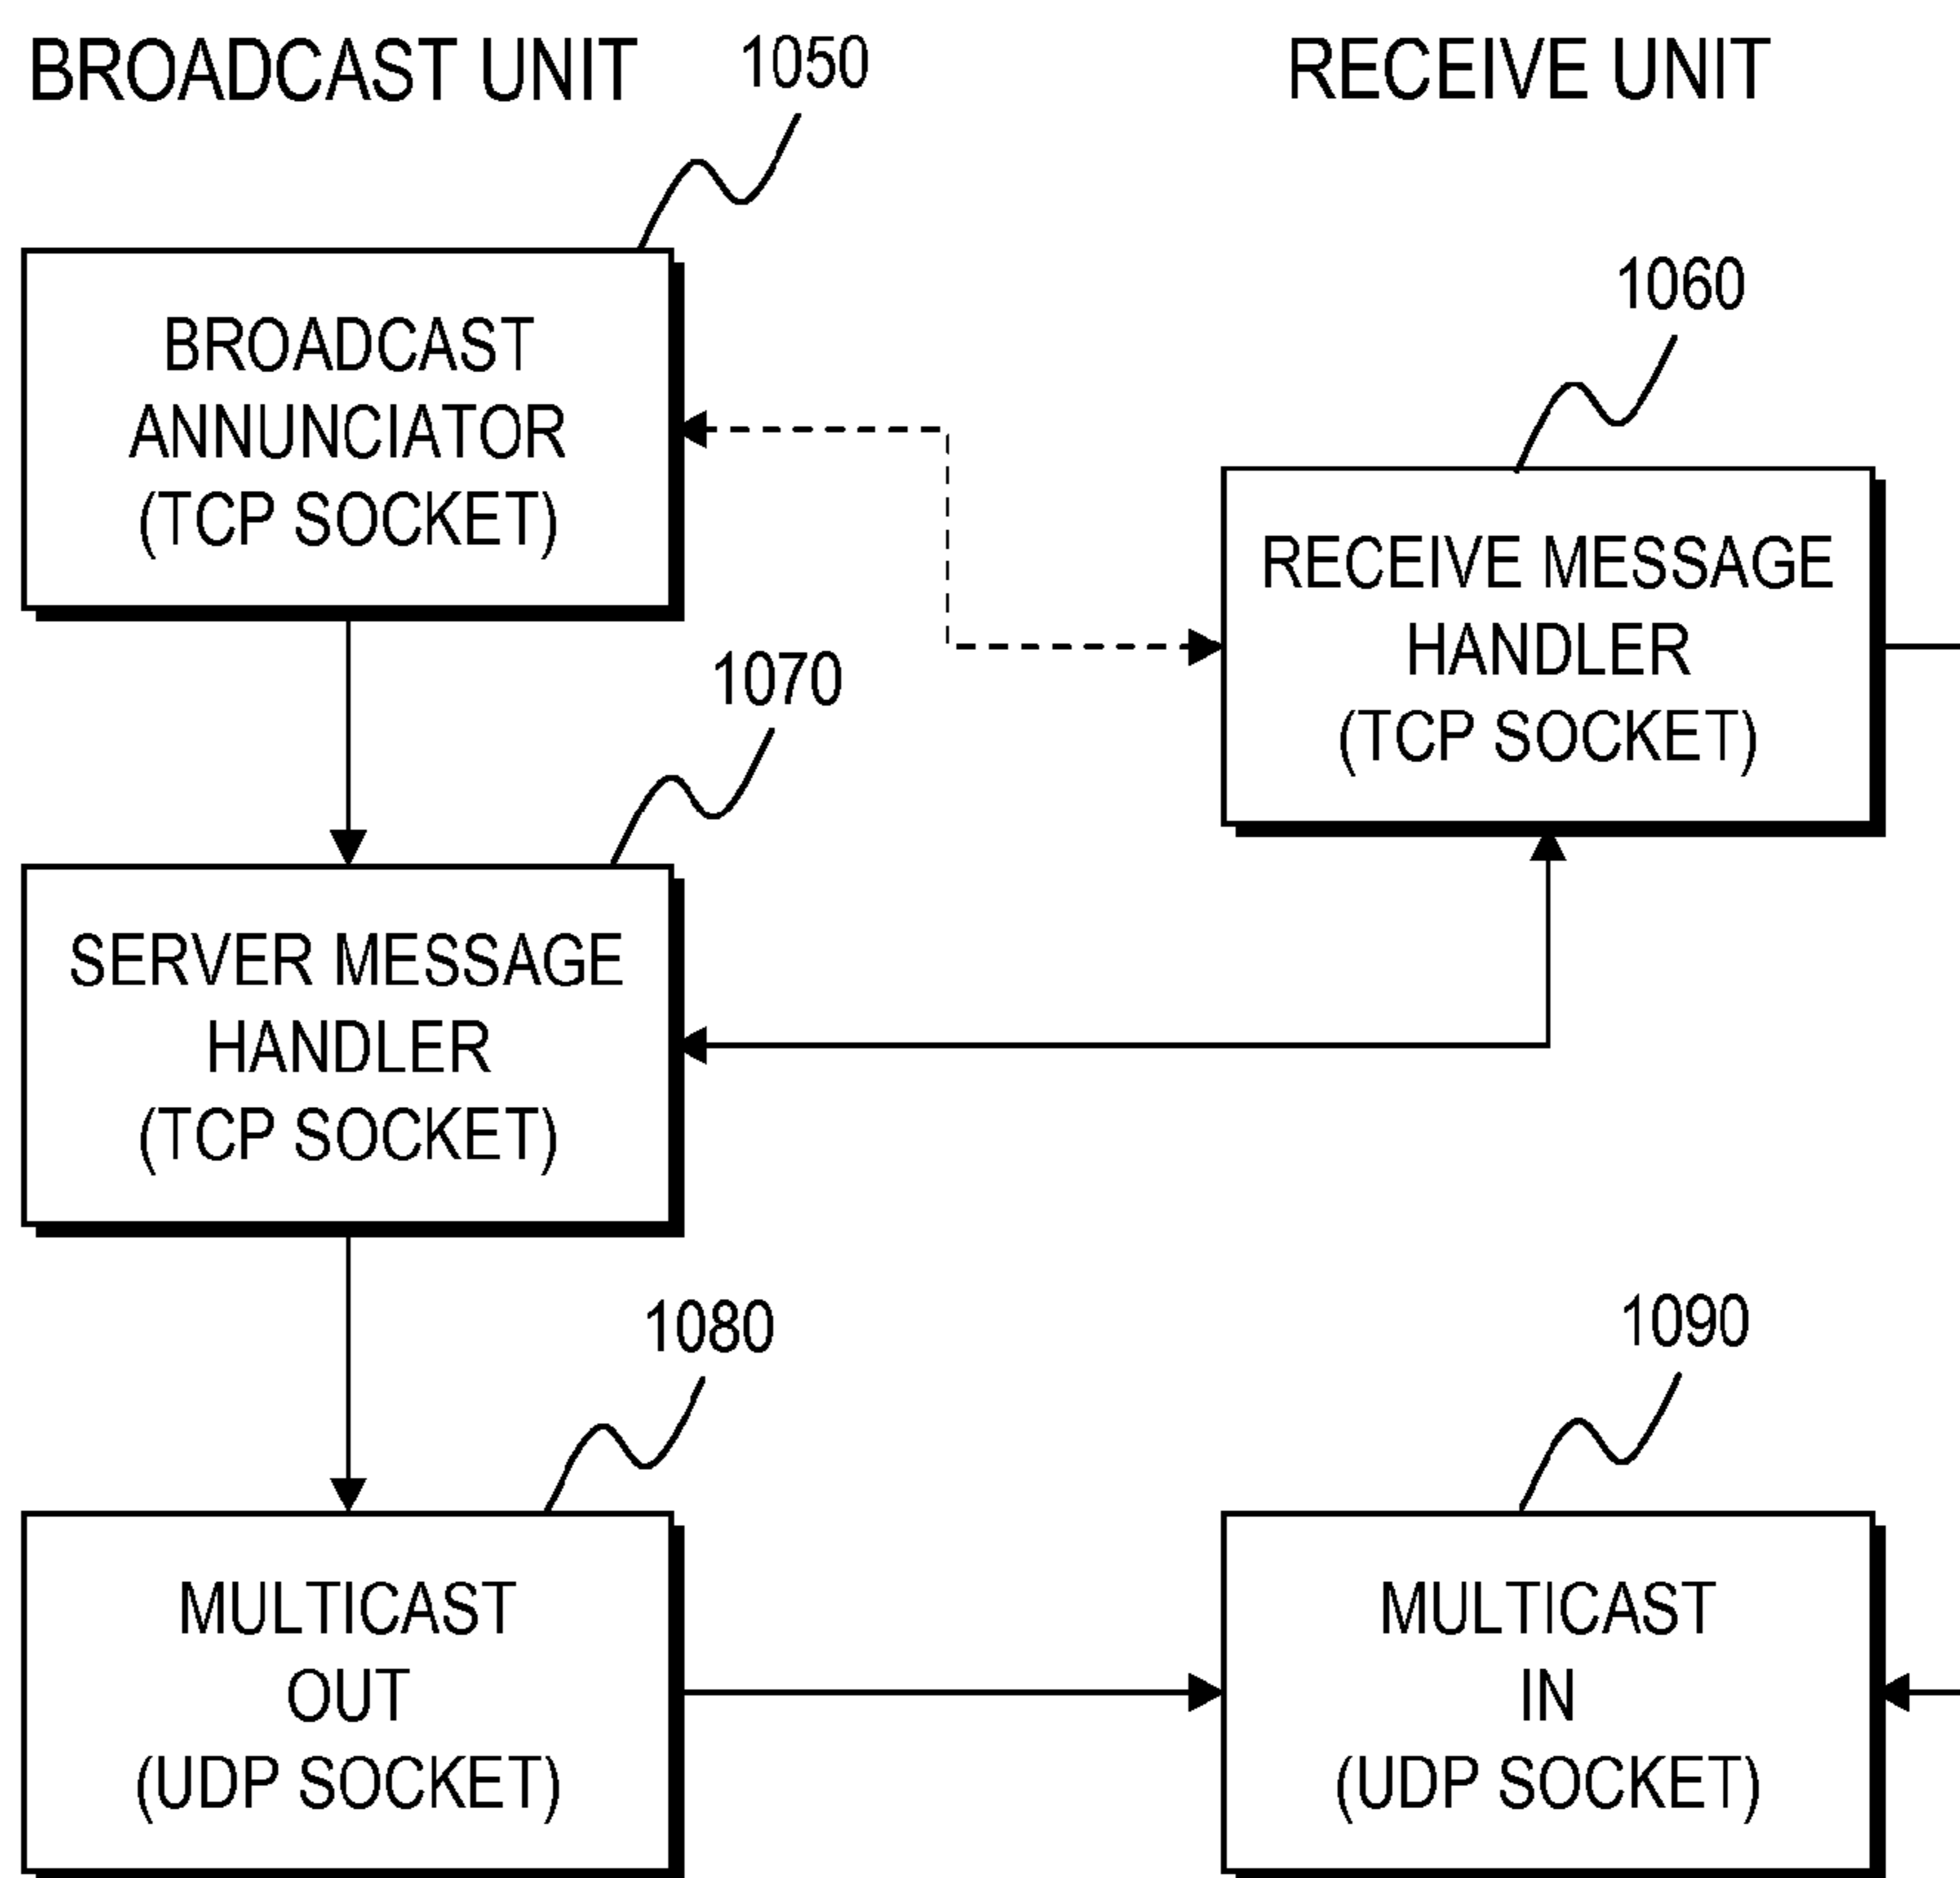 BROADCAST UNIT
1050
RECEIVE UNIT
BROADCAST
ANNUNCIATOR
(TCP SOCKET)
1060
RECEIVE MESSAGE
HANDLER
(TCP SOCKET)
1070
SERVER MESSAGE
HANDLER
(TCP SOCKET)
1080
MULTICAST
OUT
(UDP SOCKET)
1090
MULTICAST
IN
(UDP SOCKET)